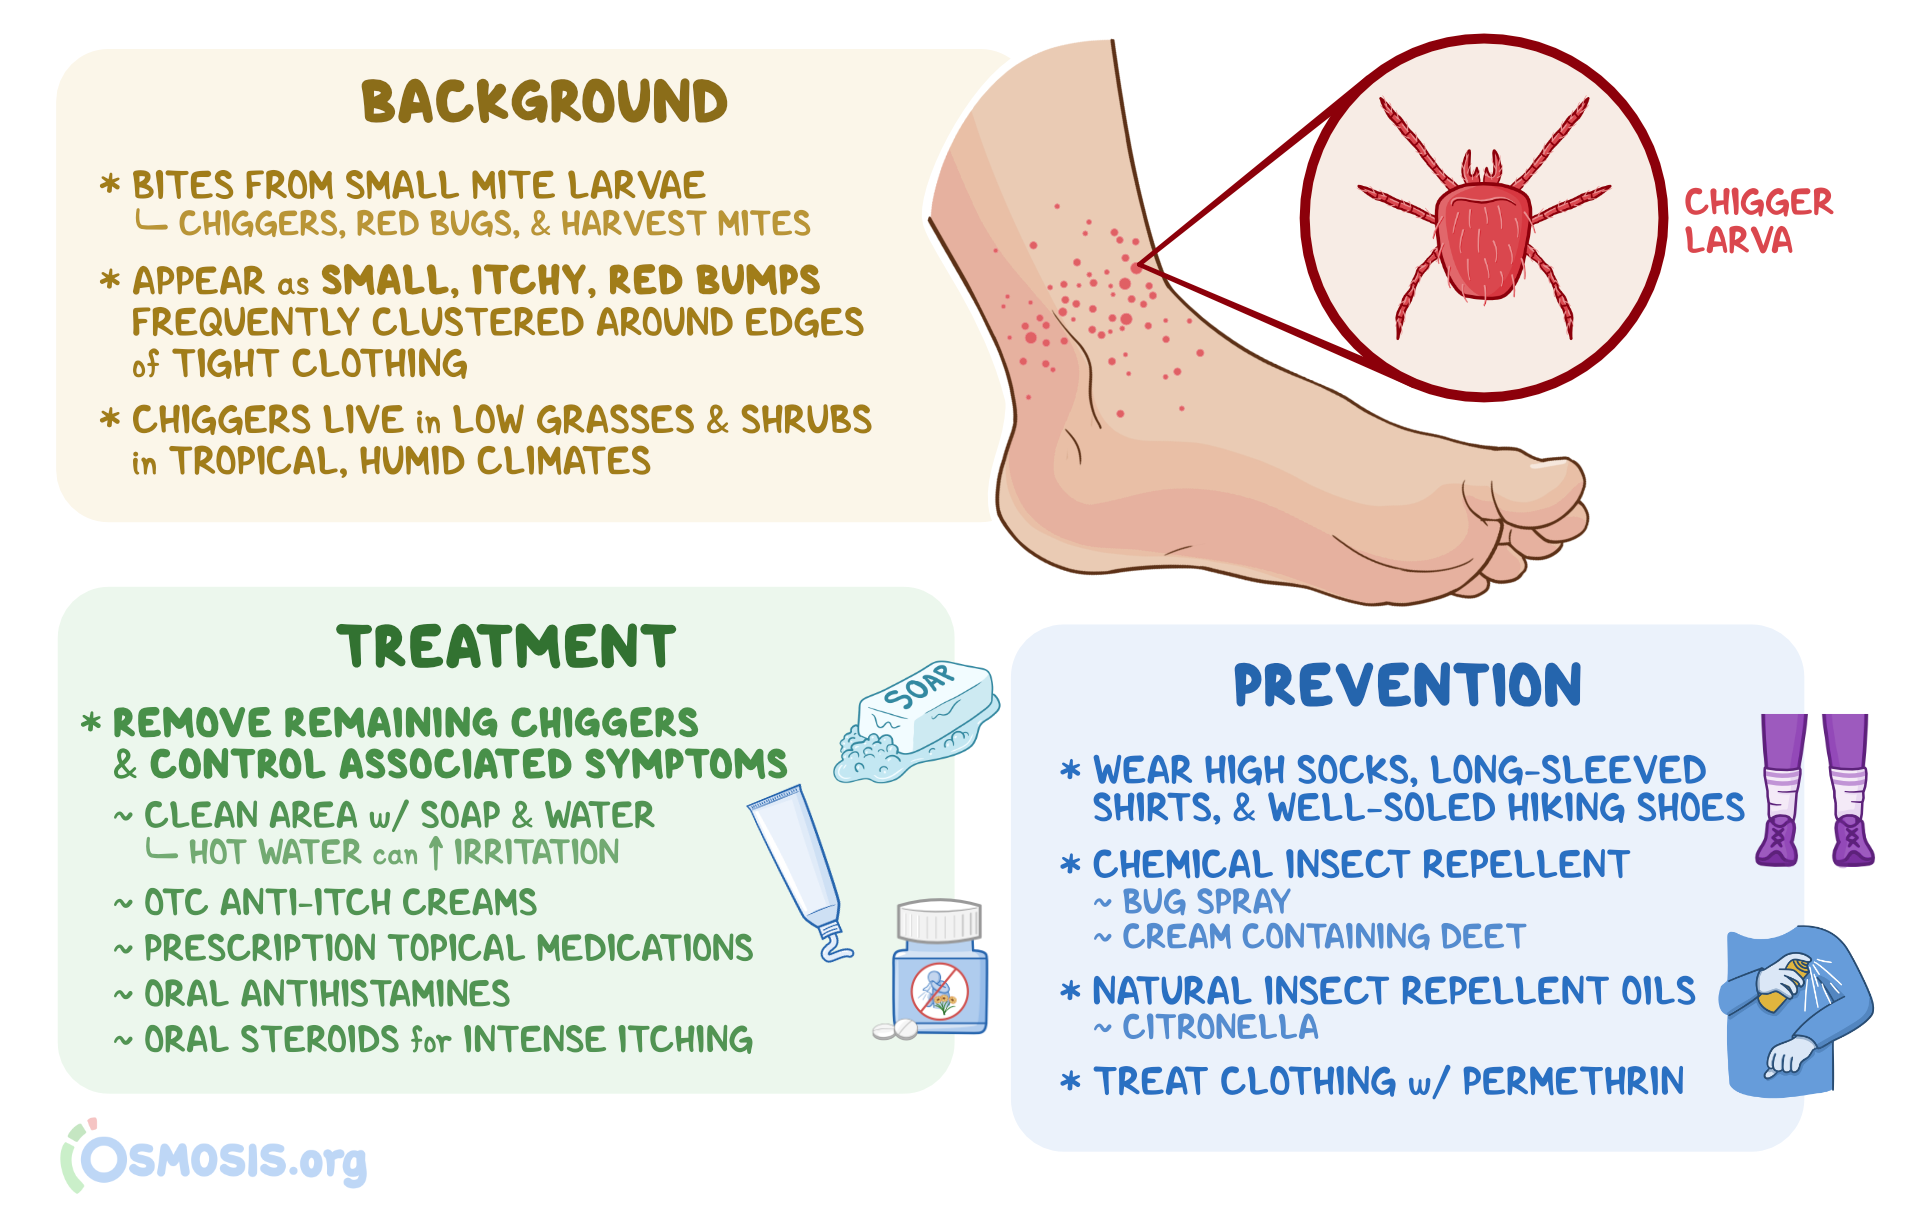 BACKGROUND
* BITES FROM SMALL MITE LARVAE
CHIGGERS, RED BUGS, & HARVEST MITES
* APPEAR as SMALL, ITCHY, RED BUMPS
FREQUENTLY CLUSTERED AROUND EDGES
of TIGHT CLOTHING
* CHIGGERS LIVE in LOW GRASSES & SHRUBS
in TROPICAL, HUMID CLIMATES
CHIGGER
LARVA
TREATMENT
* REMOVE REMAINING CHIGGERS
& CONTROL ASSOCIATED SYMPTOMS
~ CLEAN AREA w/ SOAP & WATER
HOT WATER can ↑ IRRITATION
~ OTC ANTI-ITCH CREAMS
~ PRESCRIPTION TOPICAL MEDICATIONS
~ ORAL ANTIHISTAMINES
~ ORAL STEROIDS for INTENSE ITCHING
SOAP
PREVENTION
* WEAR HIGH SOCKS, LONG-SLEEVED
SHIRTS, & WELL-SOLED HIKING SHOES
* CHEMICAL INSECT REPELLENT
~ BUG SPRAY
~ CREAM CONTAINING DEET
* NATURAL INSECT REPELLENT OILS
~ CITRONELLA
* TREAT CLOTHING w/ PERMETHRIN
OSMOSIS.org